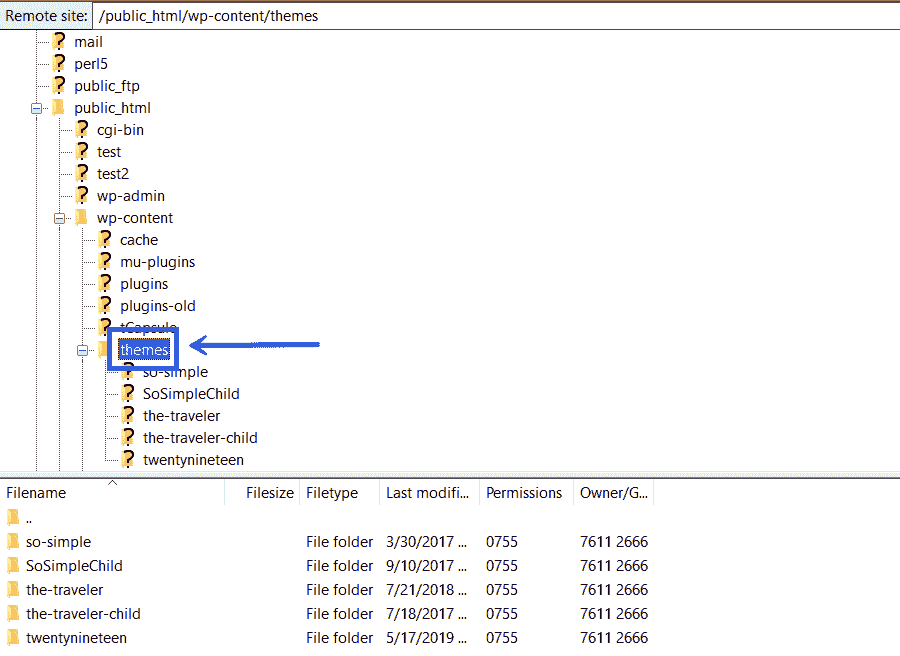 Remote site: /public_html/wp-content/themes
mail
perl5
public_ftp
public_html
cgi-bin
test
test2
wp-admin
wp-content
cache
mu-plugins
plugins
plugins-old
tCapsule
themes
so-simple
SoSimpleChild
the-traveler
the-traveler-child
twentynineteen
Filename Filesize Filetype Last modifi... Permissions Owner/G...
..
so-simple File folder 3/30/2017 ... 0755 7611 2666
SoSimpleChild File folder 9/10/2017 ... 0755 7611 2666
the-traveler File folder 7/21/2018 ... 0755 7611 2666
the-traveler-child File folder 7/18/2017 ... 0755 7611 2666
twentynineteen File folder 5/17/2019 ... 0755 7611 2666